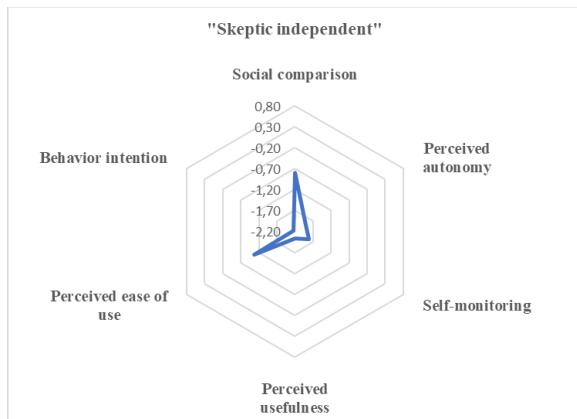 "Skeptic independent"
Social comparison
0,80
0,30
-0,20
-0,70
-1,20
-1,70
-2,20
Perceived
autonomy
Self-monitoring
Perceived
usefulness
Perceived ease of
use
Behavior intention